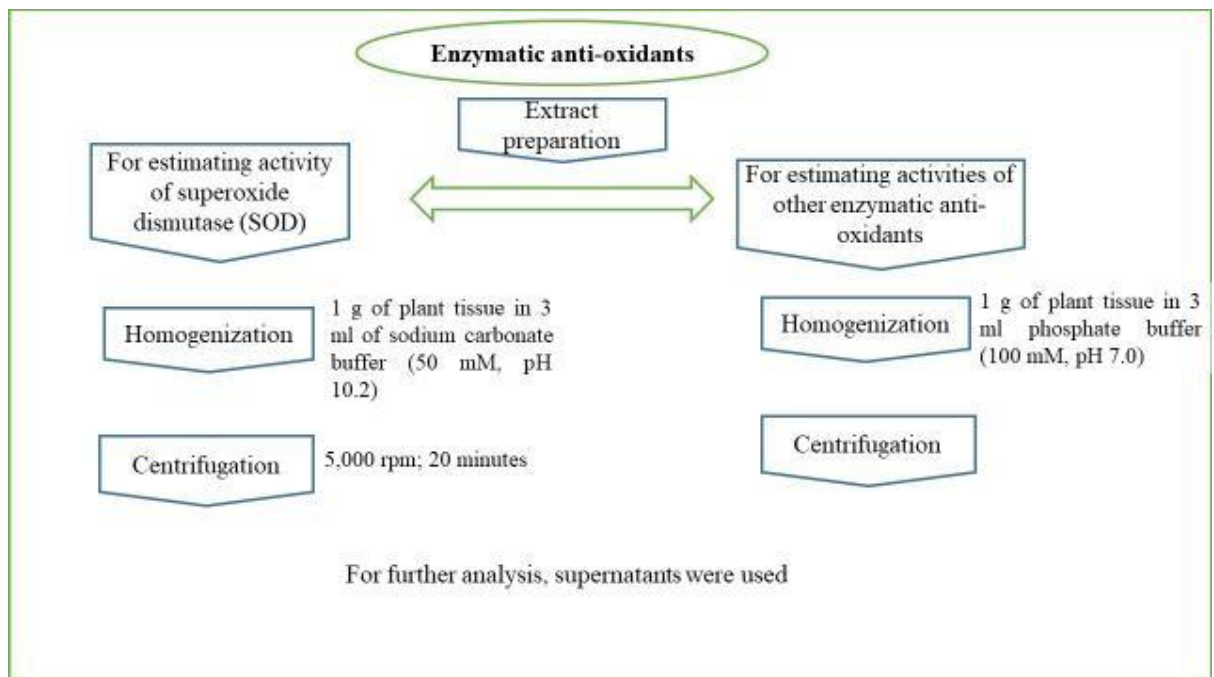 Enzymatic anti-oxidants
Extract
preparation
For estimating activity
of superoxide
dismutase (SOD)
For estimating activities of
other enzymatic anti-
oxidants
Homogenization
1 g of plant tissue in 3
ml of sodium carbonate
buffer (50 mM, pH
10.2)
Homogenization
1 g of plant tissue in 3
ml phosphate buffer
(100 mM, pH 7.0)
Centrifugation
5,000 rpm; 20 minutes
Centrifugation
For further analysis, supernatants were used